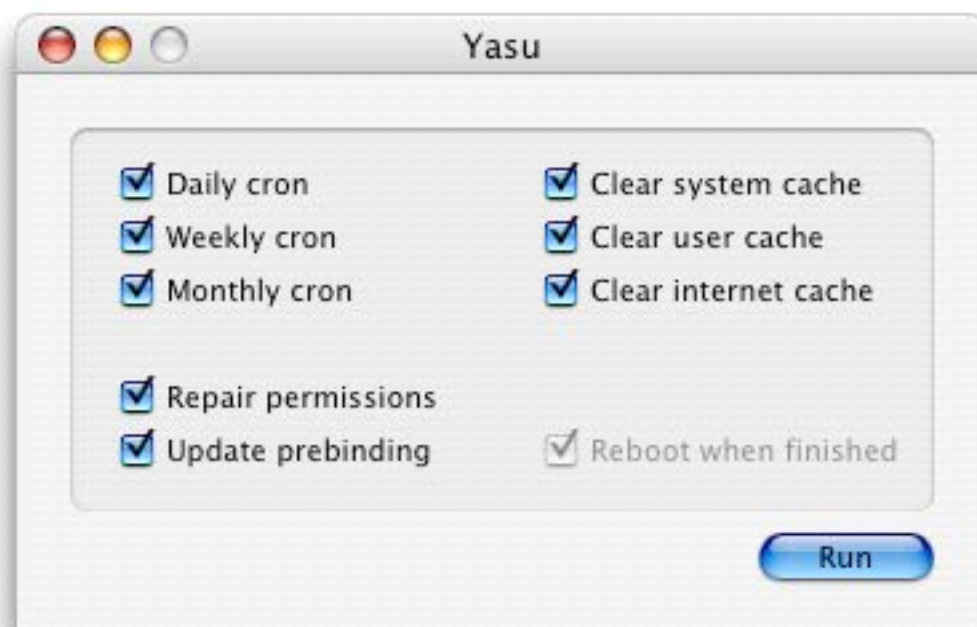 Yasu
Daily cron
Weekly cron
Monthly cron
Repair permissions
Update prebinding
Clear system cache
Clear user cache
Clear internet cache
Reboot when finished
Run